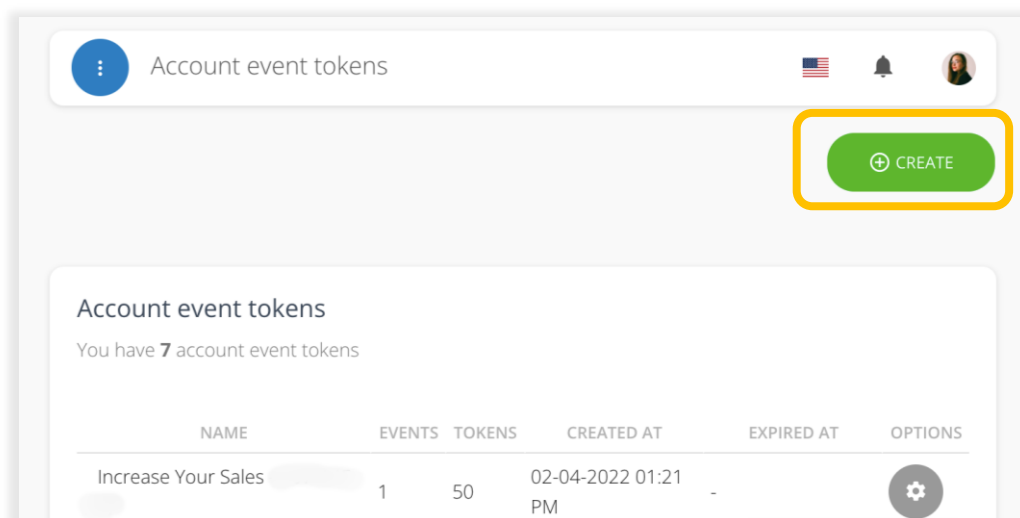 Account event tokens
CREATE
Account event tokens
You have 7 account event tokens
NAME EVENTS TOKENS CREATED AT EXPIRED AT OPTIONS
Increase Your Sales 1 50 02-04-2022 01:21 PM -